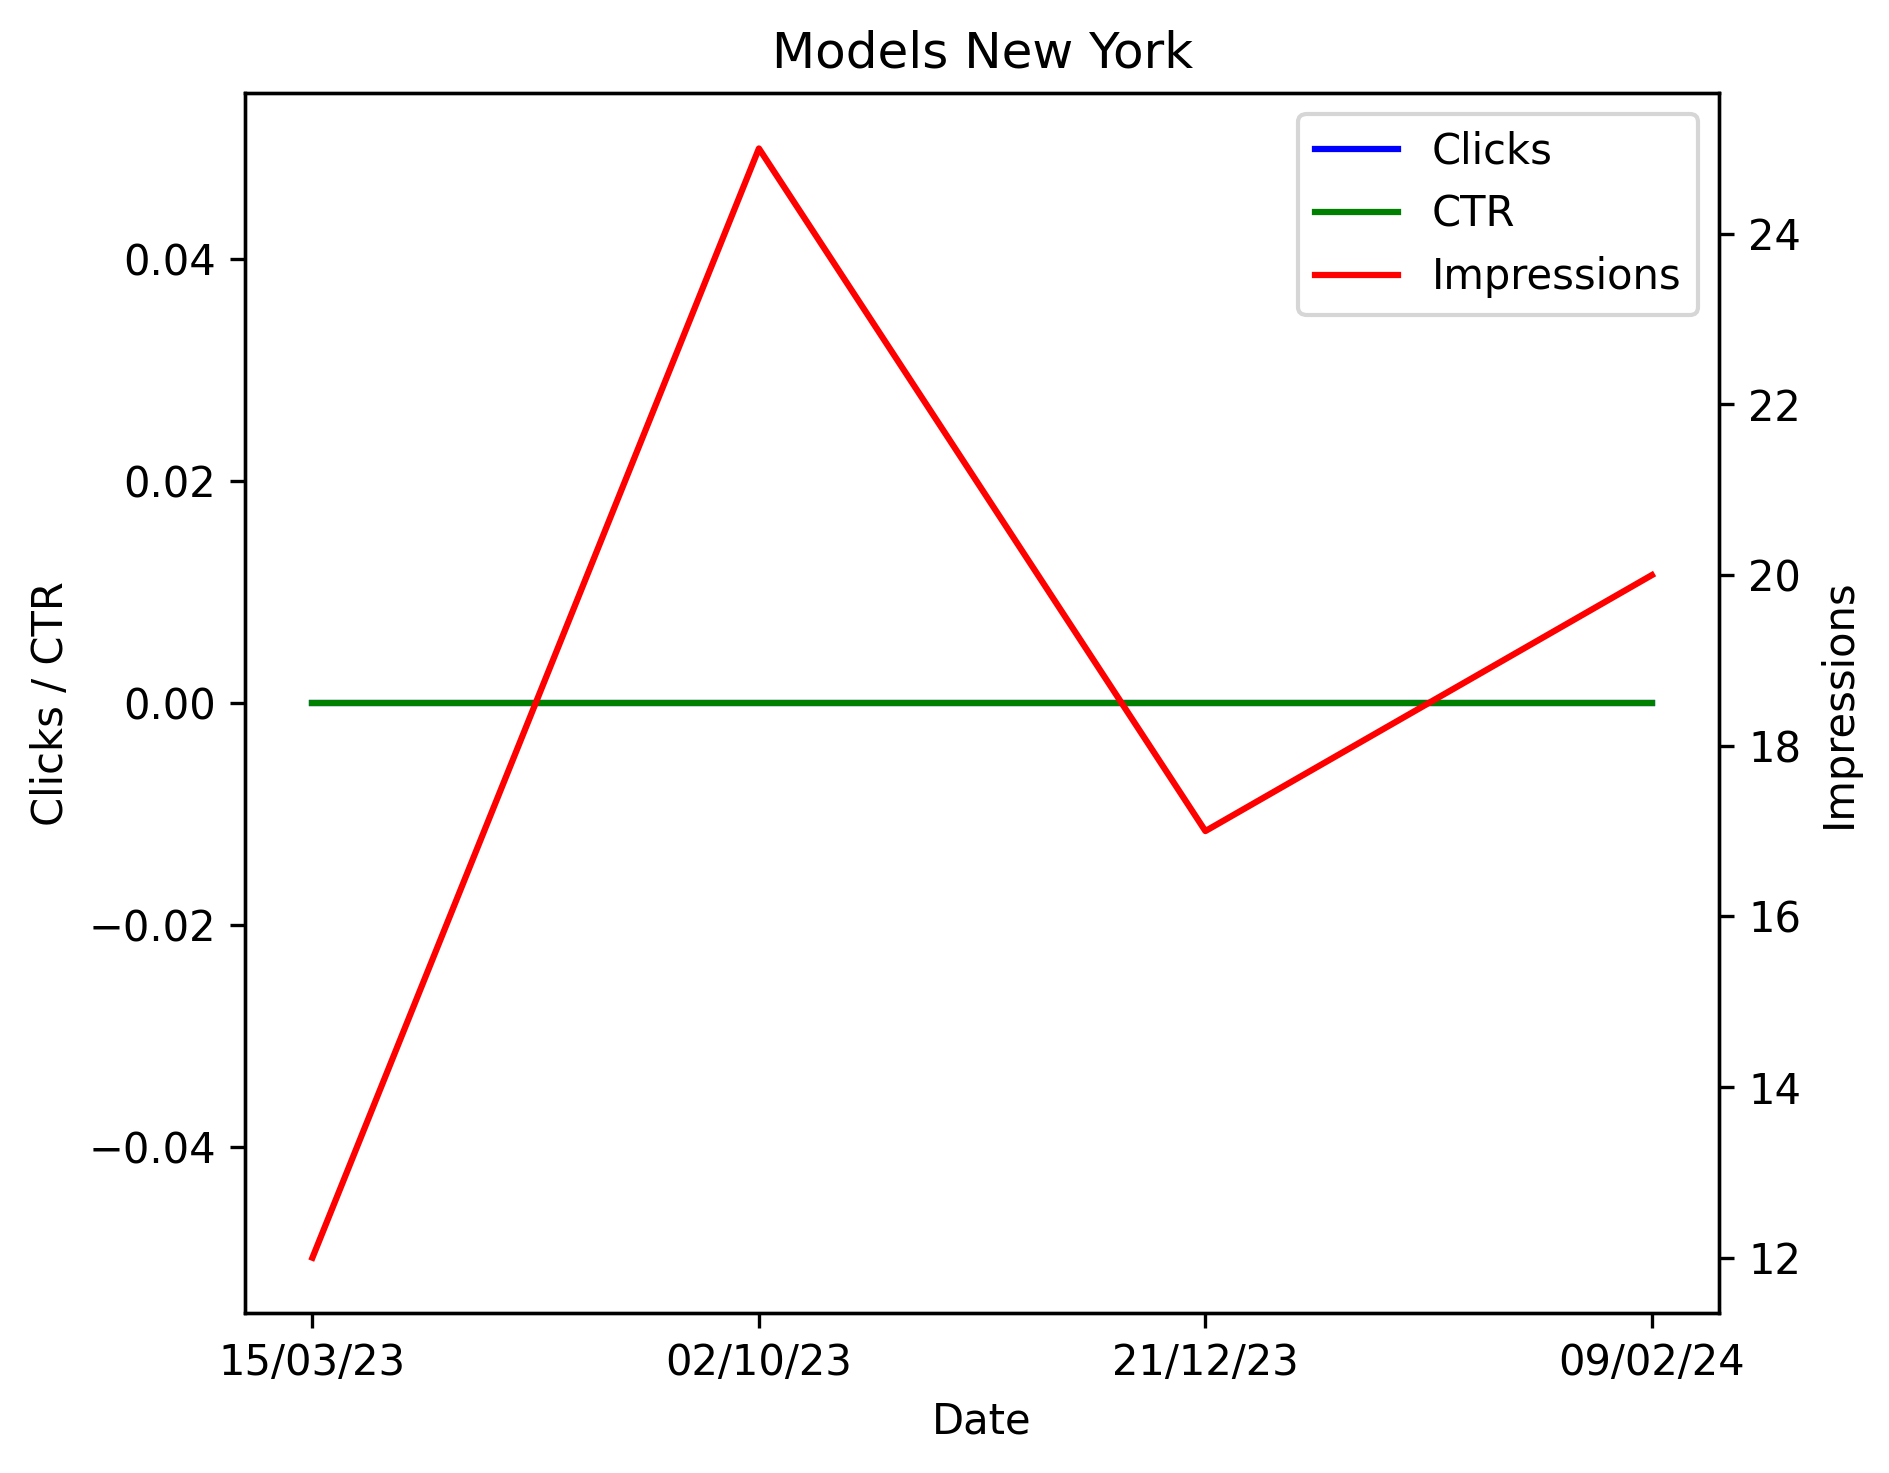 Models New York
Clicks
CTR
Impressions
0.04
0.02
0.00
−0.02
−0.04
Clicks / CTR
24
22
20
18
16
14
12
Impressions
15/03/23 02/10/23 21/12/23 09/02/24
Date